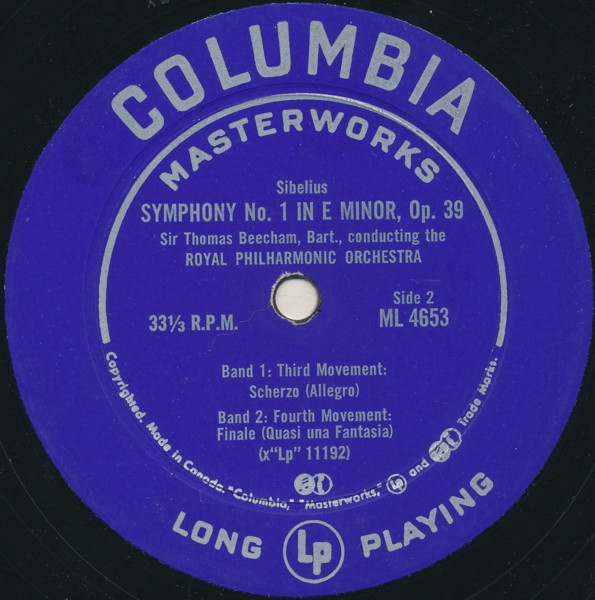 COLUMBIA
MASTERWORKS
Sibelius
SYMPHONY No. 1 IN E MINOR, Op. 39
Sir Thomas Beecham, Bart., conducting the
ROYAL PHILHARMONIC ORCHESTRA
33⅓ R.P.M.
Side 2
ML 4653
Band 1: Third Movement:
Scherzo (Allegro)
Band 2: Fourth Movement:
Finale (Quasi una Fantasia)
(x"Lp" 11192)
Copyrighted. Made in Canada. "Columbia," "Masterworks," Lp and Trade Marks.
LONG Lp PLAYING